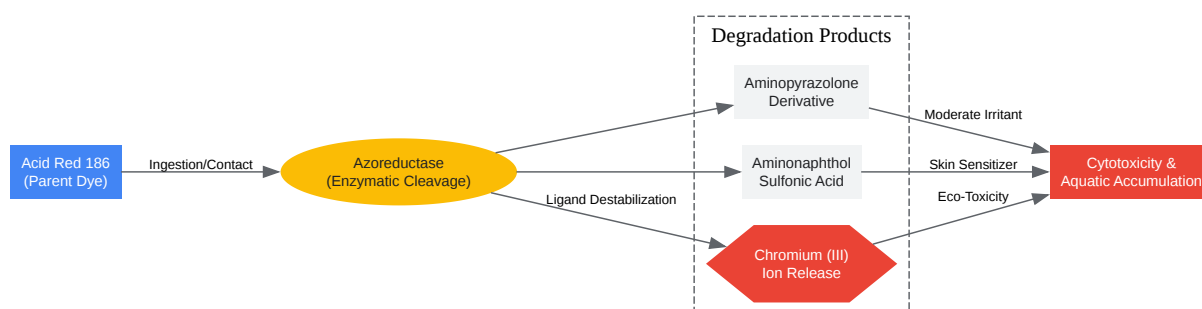 Degradation Products
Acid Red 186
(Parent Dye)
Ingestion/Contact
Azoreductase
(Enzymatic Cleavage)
Ligand Destabilization
Aminopyrazolone
Derivative
Aminonaphthol
Sulfonic Acid
Chromium (III)
Ion Release
Moderate Irritant
Skin Sensitizer
Eco-Toxicity
Cytotoxicity &
Aquatic Accumulation